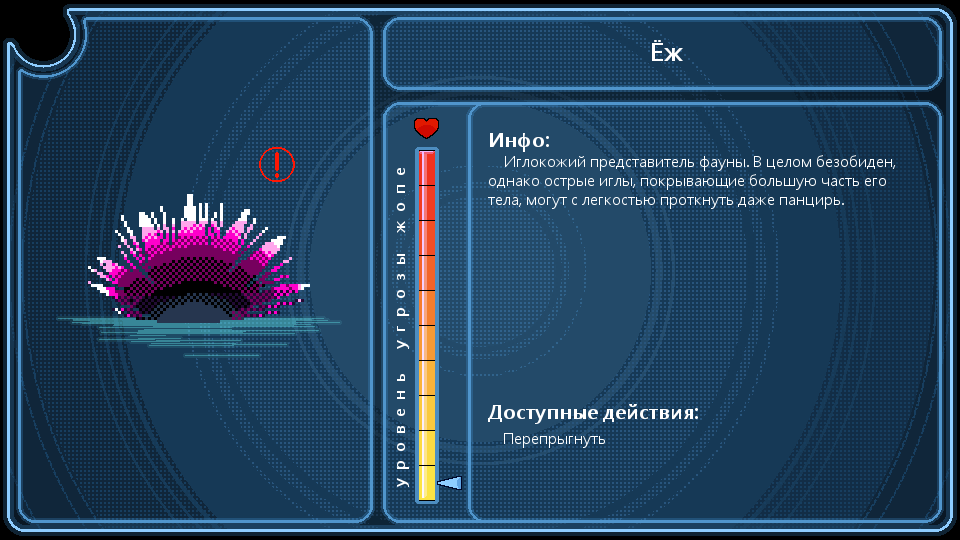 Ёж
уровень угрозы жопе
Инфо:
Иглокожий представитель фауны. В целом безобиден,
однако острые иглы, покрывающие большую часть его
тела, могут с легкостью проткнуть даже панцирь.
Доступные действия:
Перепрыгнуть